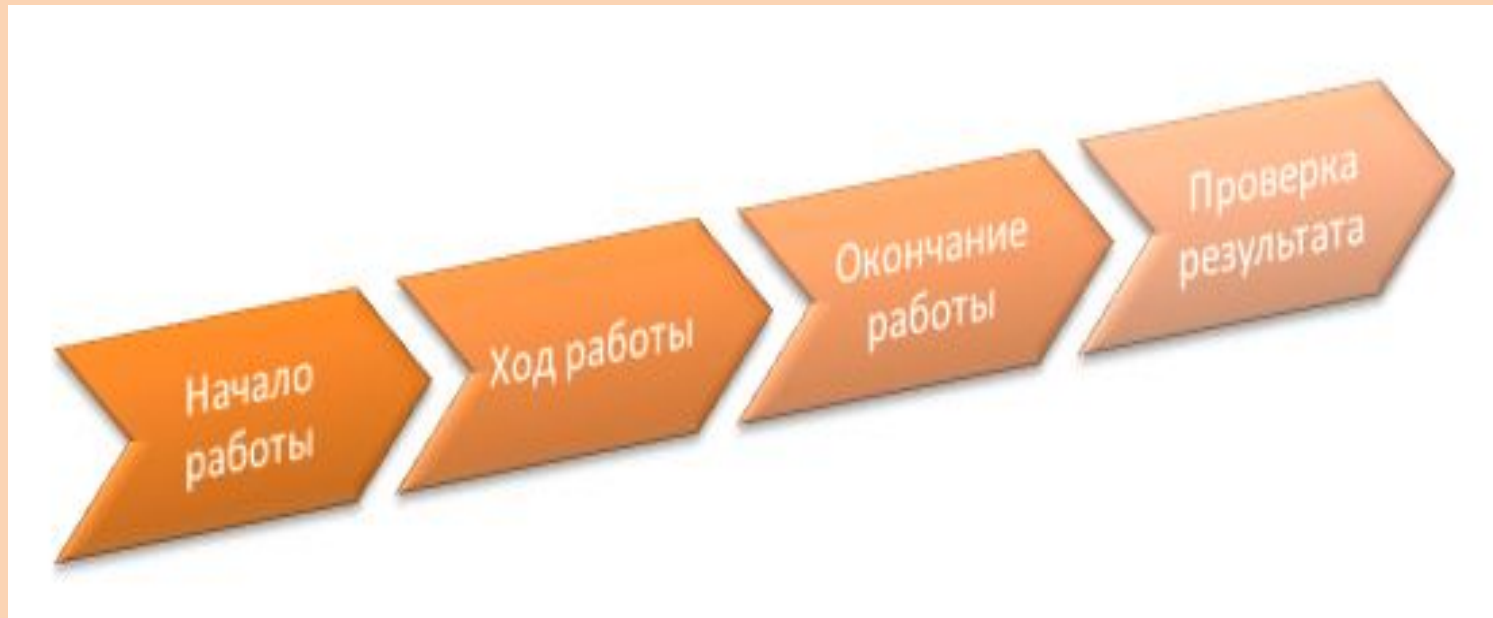 Начало
работы
Ход работы
Окончание
работы
Проверка
результата